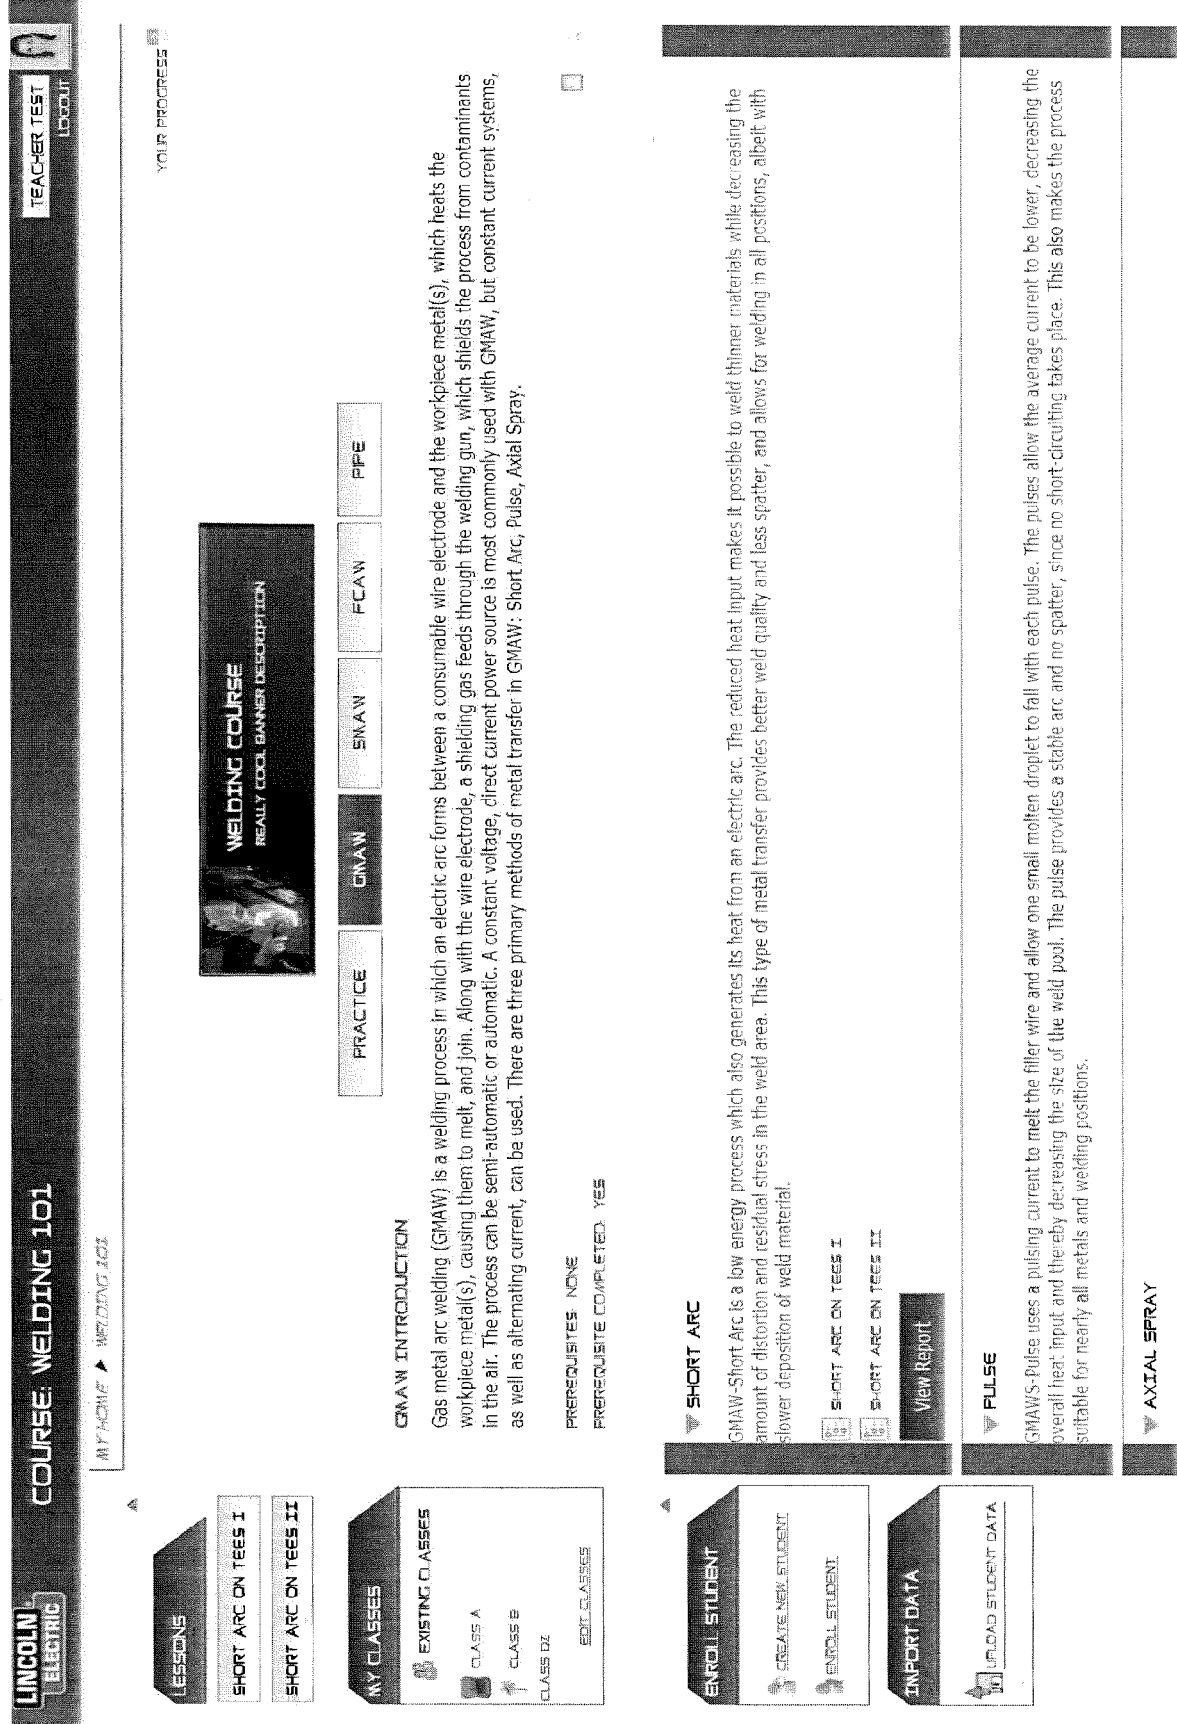 LINCOLN
ELECTRIC
COURSE: WELDING 101
TEACHER TEST
LOGOUT
MY HOME ► WELDING 101
YOUR PROGRESS
LESSONS
SHORT ARC ON TEES I
SHORT ARC ON TEES II
MY CLASSES
EXISTING CLASSES
CLASS A
CLASS B
CLASS DZ
EDIT CLASSES
ENROLL STUDENT
CREATE NEW STUDENT
ENROLL STUDENT
INPORT DATA
UPLOAD STUDENT DATA
WELDING COURSE
REALLY COOL BANNER DESCRIPTION
PRACTICE
GMAW
SMAW
FCAW
PIPE
GMAW INTRODUCTION
Gas metal arc welding (GMAW) is a welding process in which an electric arc forms between a consumable wire electrode and the workpiece metal(s), which heats the
workpiece metal(s), causing them to melt, and join. Along with the wire electrode, a shielding gas feeds through the welding gun, which shields the process from contaminants
in the air. The process can be semi-automatic or automatic. A constant voltage, direct current power source is most commonly used with GMAW, but constant current systems,
as well as alternating current, can be used. There are three primary methods of metal transfer in GMAW: Short Arc, Pulse, Axial Spray.
PREREQUISITES: NONE
PREREQUISITE COMPLETED: YES
SHORT ARC
GMAW-Short Arc is a low energy process which also generates its heat from an electric arc. The reduced heat input makes it possible to weld thinner materials while decreasing the
amount of distortion and residual stress in the weld area. This type of metal transfer provides better weld quality and less spatter, and allows for welding in all positions, albeit with
slower deposition of weld material.
SHORT ARC ON TEES I
SHORT ARC ON TEES II
View Report
PULSE
GMAWS-Pulse uses a pulsing current to melt the filler wire and allow one small molten droplet to fall with each pulse. The pulses allow the average current to be lower, decreasing the
overall heat input and thereby decreasing the size of the weld pool. The pulse provides a stable arc and no spatter, since no short-circuiting takes place. This also makes the process
suitable for nearly all metals and welding positions.
AXIAL SPRAY